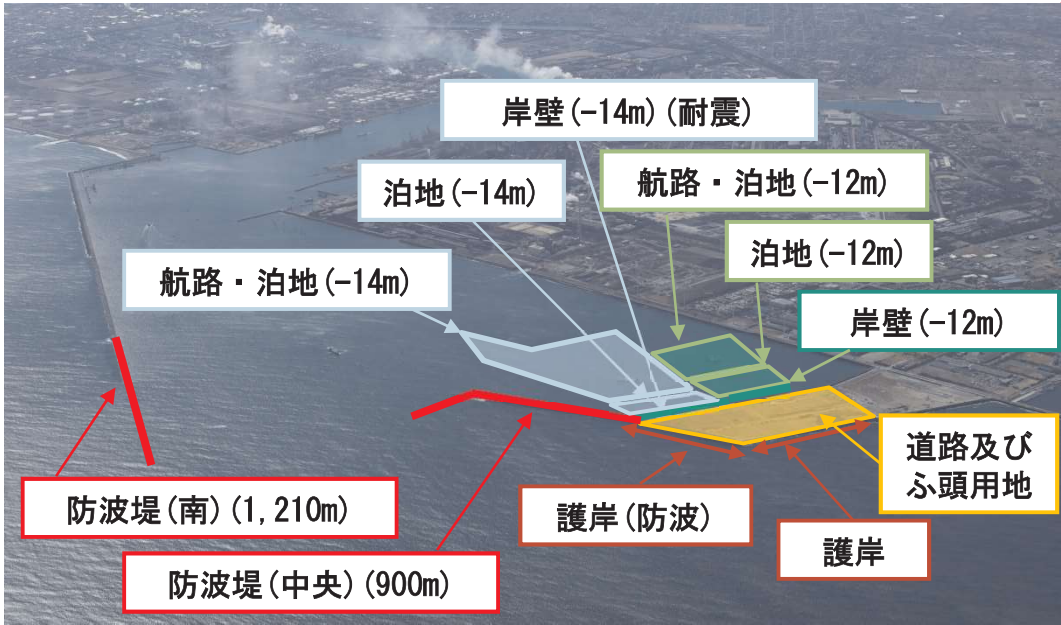 岸壁(-14m)(耐震)
泊地(-14m)
航路・泊地(-12m)
泊地(-12m)
航路・泊地(-14m)
岸壁(-12m)
道路及び
ふ頭用地
防波堤(南)(1,210m)
護岸(防波)
護岸
防波堤(中央)(900m)